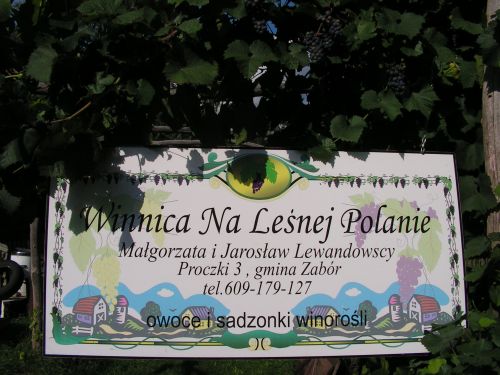 Winnica Na Leśnej Polanie
Małgorzata i Jarosław Lewandowscy
Proczki 3 , gmina Zabór
tel.609-179-127
owoce i sadzonki winorośli